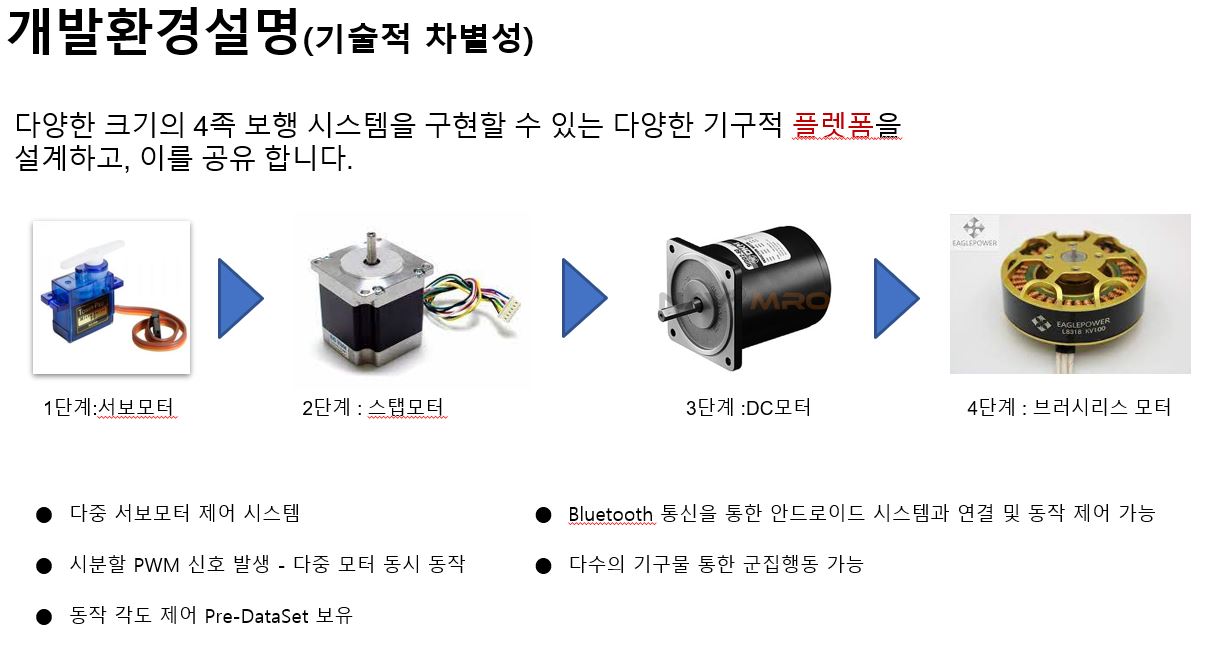 개발환경설명(기술적 차별성)
다양한 크기의 4족 보행 시스템을 구현할 수 있는 다양한 기구적 플렛폼을
설계하고, 이를 공유 합니다.
EAGLEPOWER
MRO
EAGLEPOWER
L8318 KV100
1단계:서보모터
2단계 : 스탭모터
3단계 :DC모터
4단계 : 브러시리스 모터
● 다중 서보모터 제어 시스템
● 시분할 PWM 신호 발생 - 다중 모터 동시 동작
● 동작 각도 제어 Pre-DataSet 보유
● Bluetooth 통신을 통한 안드로이드 시스템과 연결 및 동작 제어 가능
● 다수의 기구물 통한 군집행동 가능